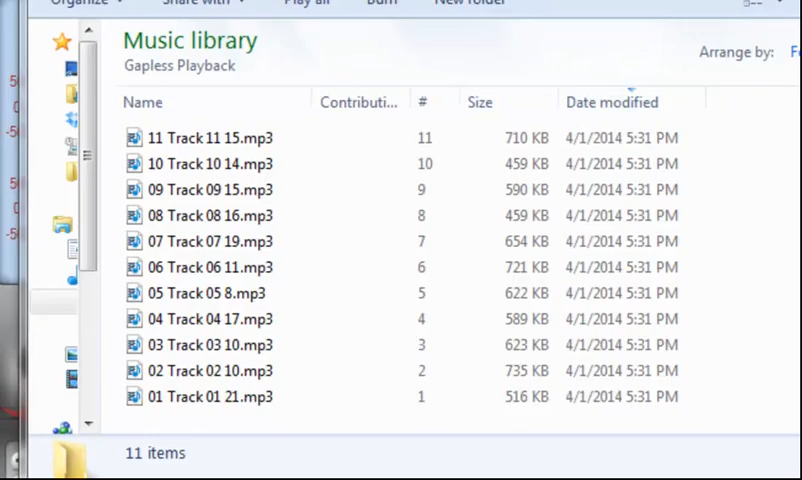 Organize Share with Play all Burn New folder
Music library
Gapless Playback
Arrange by:
Name Contributi... # Size Date modified
11 Track 11 15.mp3 11 710 KB 4/1/2014 5:31 PM
10 Track 10 14.mp3 10 459 KB 4/1/2014 5:31 PM
09 Track 09 15.mp3 9 590 KB 4/1/2014 5:31 PM
08 Track 08 16.mp3 8 459 KB 4/1/2014 5:31 PM
07 Track 07 19.mp3 7 654 KB 4/1/2014 5:31 PM
06 Track 06 11.mp3 6 721 KB 4/1/2014 5:31 PM
05 Track 05 8.mp3 5 622 KB 4/1/2014 5:31 PM
04 Track 04 17.mp3 4 589 KB 4/1/2014 5:31 PM
03 Track 03 10.mp3 3 623 KB 4/1/2014 5:31 PM
02 Track 02 10.mp3 2 735 KB 4/1/2014 5:31 PM
01 Track 01 21.mp3 1 516 KB 4/1/2014 5:31 PM
11 items